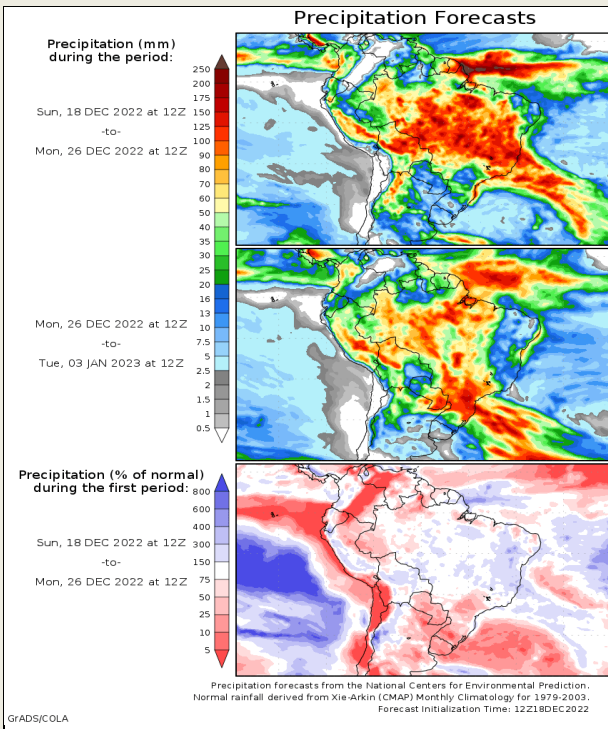 Precipitation Forecasts
Precipitation (mm)
during the period:
Sun, 18 DEC 2022 at 12Z
-to-
Mon, 26 DEC 2022 at 12Z
250
200
175
150
125
100
90
80
70
60
50
40
35
30
25
20
16
13
10
7.5
5
2.5
2
1.5
1
0.5
Mon, 26 DEC 2022 at 12Z
-to-
Tue, 03 JAN 2023 at 12Z
Precipitation (% of normal)
during the first period:
Sun, 18 DEC 2022 at 12Z
-to-
Mon, 26 DEC 2022 at 12Z
800
600
400
300
150
75
50
25
10
5
Precipitation forecasts from the National Centers for Environmental Prediction.
Normal rainfall derived from Xie-Arkin (CMAP) Monthly Climatology for 1979-2003.
Forecast Initialization Time: 12Z18DEC2022
GrADS/COLA